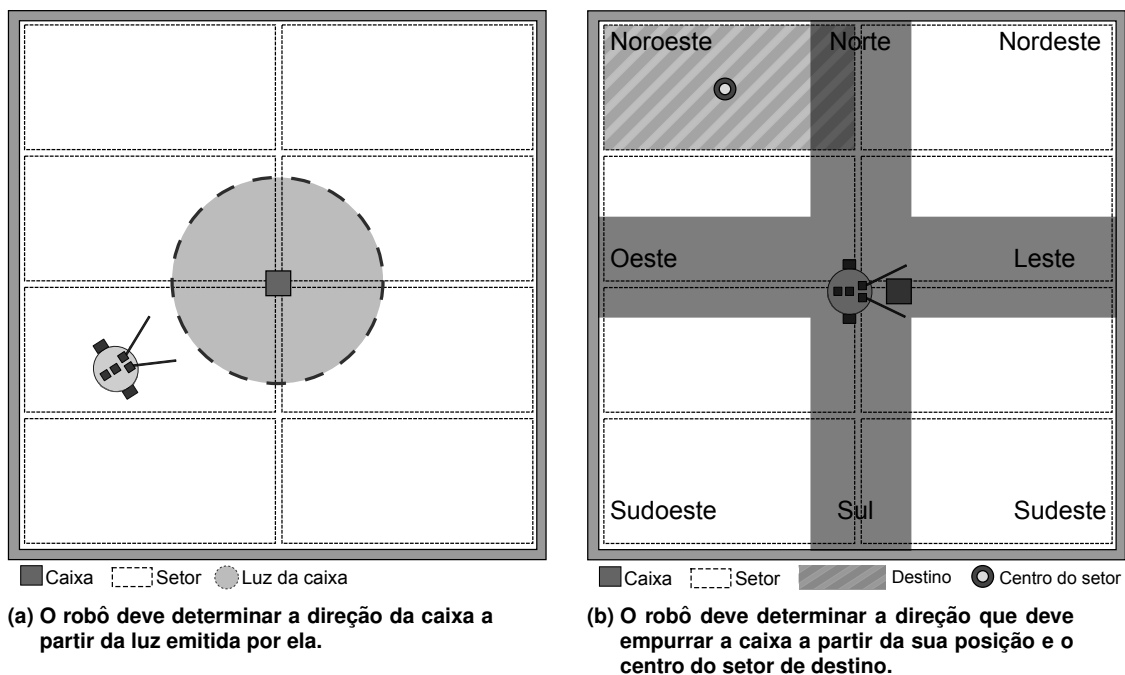 Noroeste Norte Nordeste
Oeste Leste
Sudoeste Sul Sudeste
Caixa Setor Luz da caixa
Caixa Setor Destino Centro do setor
(a) O robô deve determinar a direção da caixa a
partir da luz emitida por ela.
(b) O robô deve determinar a direção que deve
empurrar a caixa a partir da sua posição e o
centro do setor de destino.